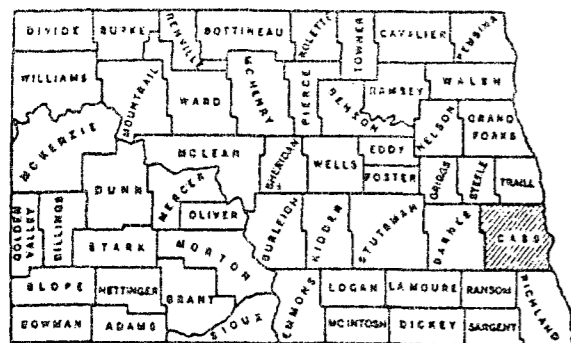 DIVIDE BURKE RENVILLE BOTTINEAU ROLETTE TOWNER CAVALIER PEMBINA
WILLIAMS MOUNTRAIL WARD MCHENRY PIERCE BENSON RAMSEY WALSH
MCKENZIE NELSON GRAND FORKS
MCLEAN SHERIDAN WELLS EDDY
FOSTER GRIGGS STEELE TRAILL
DUNN MERCER
OLIVER
GOLDEN VALLEY BILLINGS STARK MORTON BURLEIGH KIDDER STUTSMAN BARNES CASS
SLOPE HETTINGER GRANT SIOUX EMMONS LOGAN LA MOURE RANSOM RICHLAND
BOWMAN ADAMS MCINTOSH DICKEY SARGENT